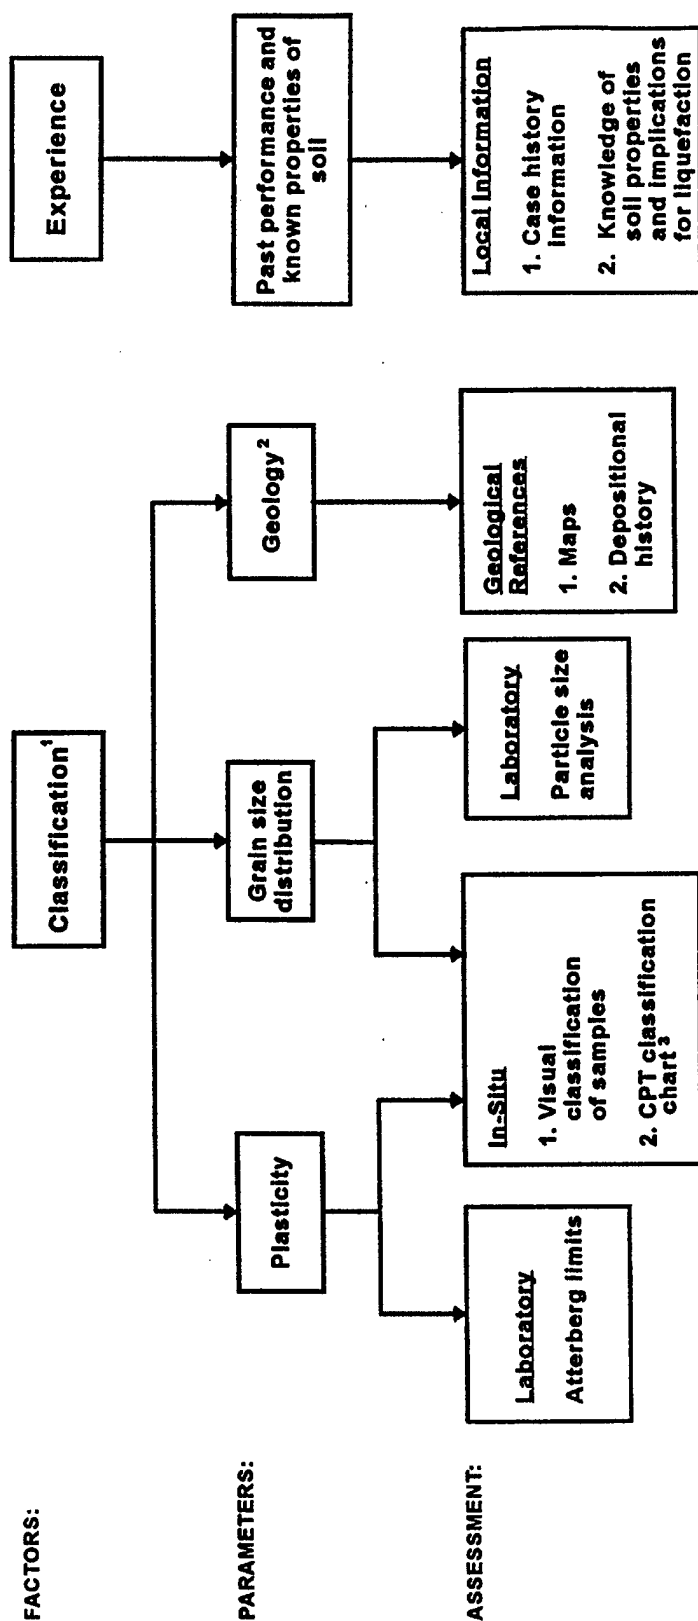 FACTORS:
Classification¹
Experience
PARAMETERS:
Plasticity
Grain size
distribution
Geology²
Past performance and
known properties of
soil
ASSESSMENT:
Laboratory
Atterberg limits
In-Situ
1. Visual
classification
of samples
2. CPT classification
chart³
Laboratory
Particle size
analysis
Geological
References
1. Maps
2. Depositional
history
Local Information
1. Case history
information
2. Knowledge of
soil properties
and implications
for liquefaction